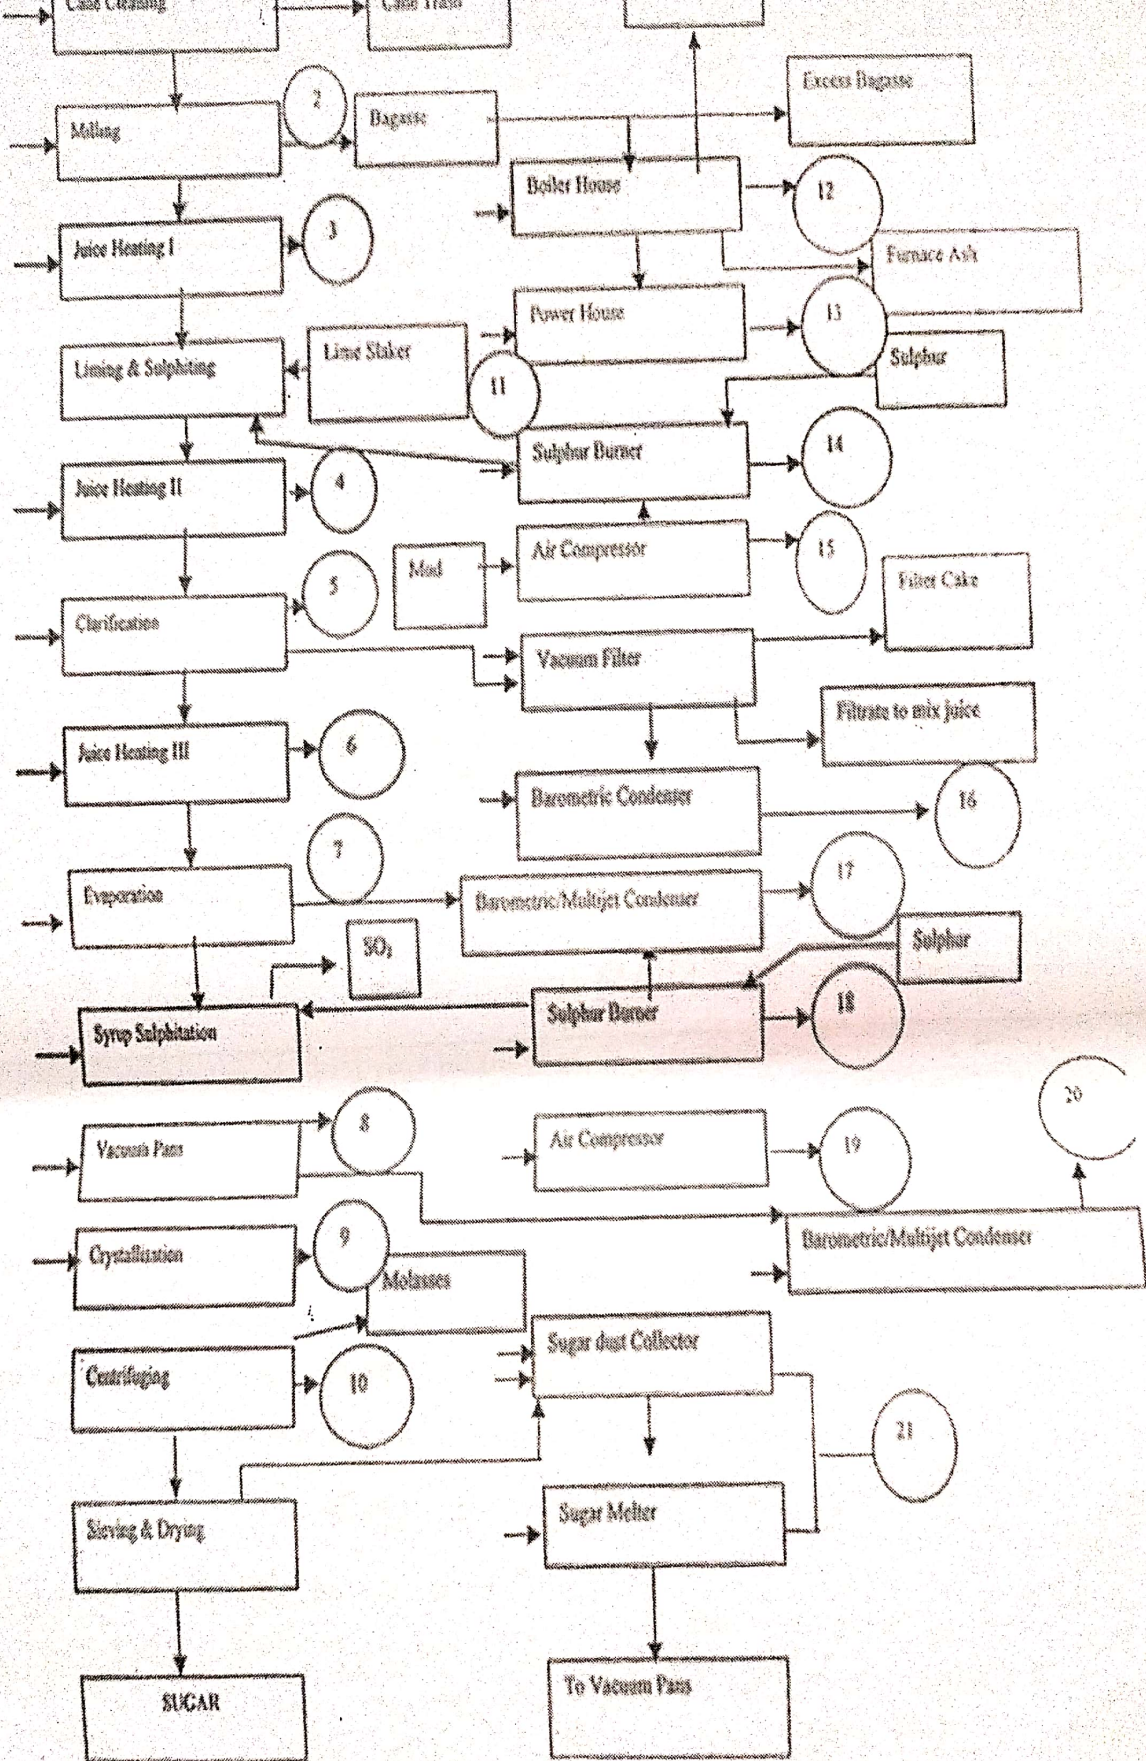 Cane Cleaning
Cane Trash
Excess Bagasse
2
Milling
Bagasse
Boiler House
12
3
Juice Heating I
Furnace Ash
Power House
13
Lime Slaker
Sulphur
Liming & Sulphiting
11
Sulphur Burner
14
Juice Heating II
4
Air Compressor
15
Mud
5
Filter Cake
Clarification
Vacuum Filter
Filtrate to mix juice
6
Juice Heating III
Barometric Condenser
16
7
17
Evaporation
Barometric/Multijet Condenser
SO₂
Sulphur
Sulphur Burner
18
Syrup Sulphitation
20
8
Vacuum Pans
Air Compressor
19
9
Crystallization
Barometric/Multijet Condenser
Molasses
Sugar dust Collector
Centrifuging
10
21
Sugar Melter
Sieving & Drying
To Vacuum Pans
SUGAR